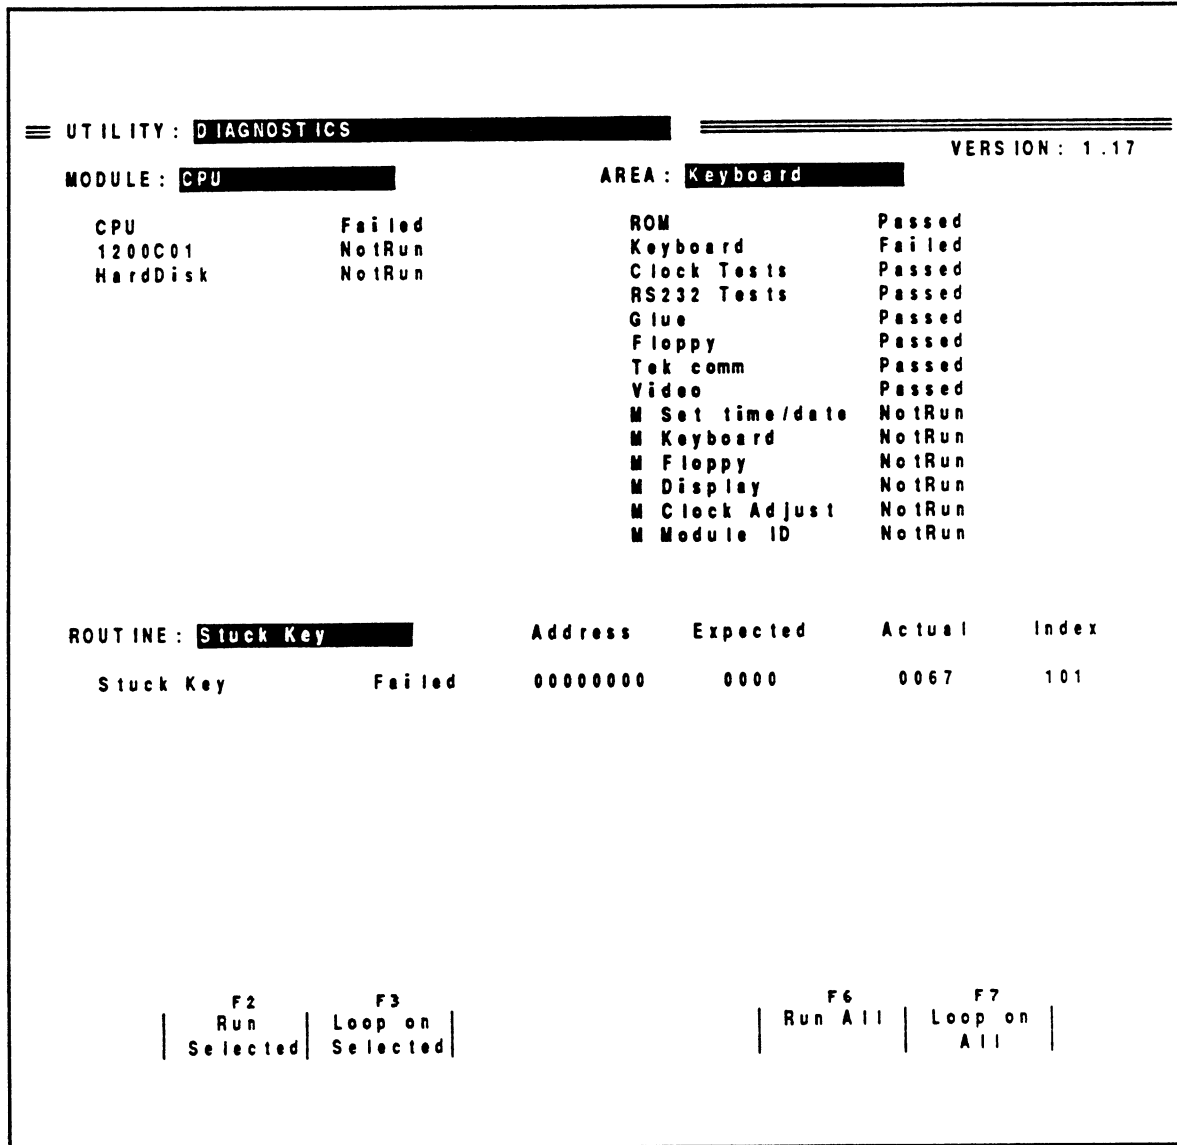 UTILITY: DIAGNOSTICS
VERSION: 1.17
MODULE: CPU AREA: Keyboard
CPU Failed ROM Passed
1200C01 NotRun Keyboard Failed
HardDisk NotRun Clock Tests Passed
RS232 Tests Passed
Glue Passed
Floppy Passed
Tek comm Passed
Video Passed
M Set time/date NotRun
M Keyboard NotRun
M Floppy NotRun
M Display NotRun
M Clock Adjust NotRun
M Module ID NotRun
ROUTINE: Stuck Key Address Expected Actual Index
Stuck Key Failed 00000000 0000 0067 101
F2 F3 F6 F7
Run Loop on Run All Loop on
Selected Selected All